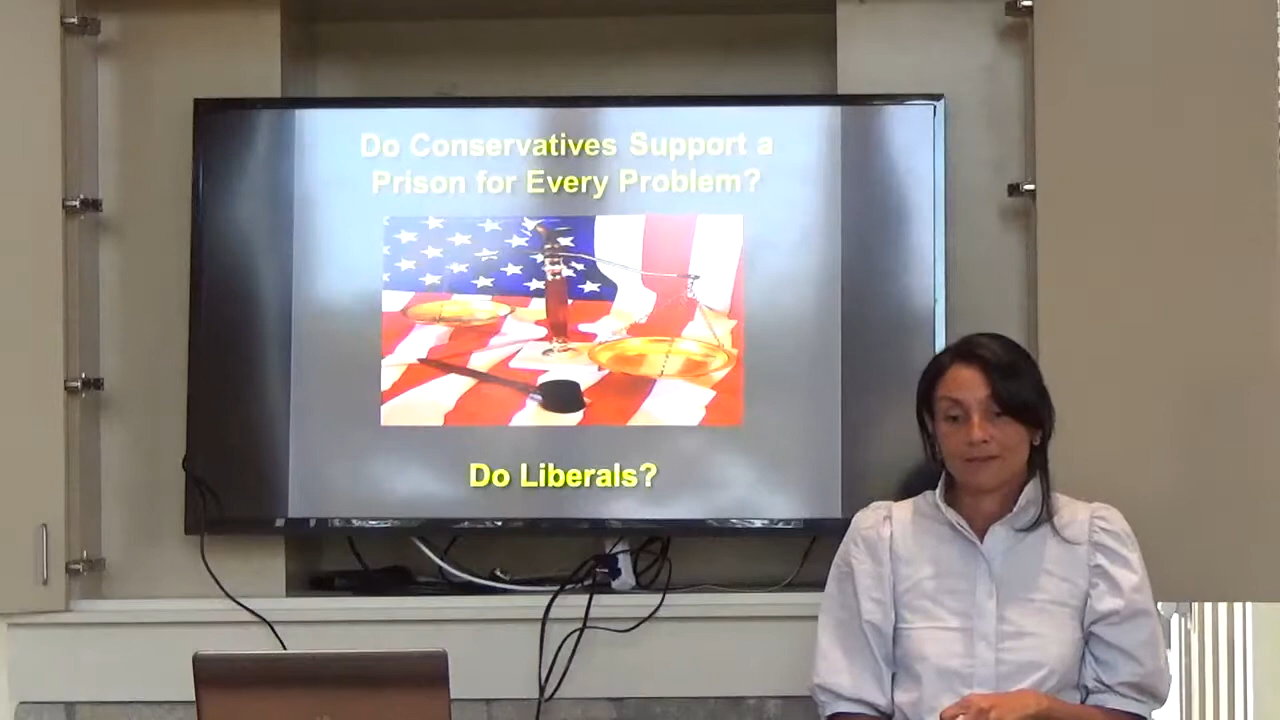 Do Conservatives Support a
Prison for Every Problem?
Do Liberals?